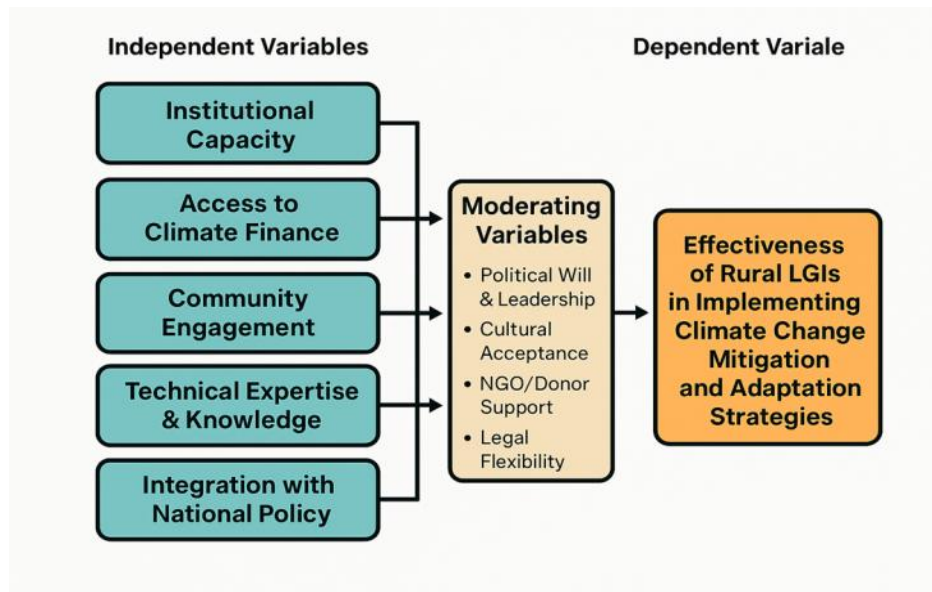 Independent Variables
Dependent Variale
Institutional
Capacity
Access to
Climate Finance
Community
Engagement
Technical Expertise
& Knowledge
Integration with
National Policy
Moderating
Variables
• Political Will
& Leadership
• Cultural
Acceptance
• NGO/Donor
Support
• Legal
Flexibility
Effectiveness
of Rural LGIs
in Implementing
Climate Change
Mitigation
and Adaptation
Strategies